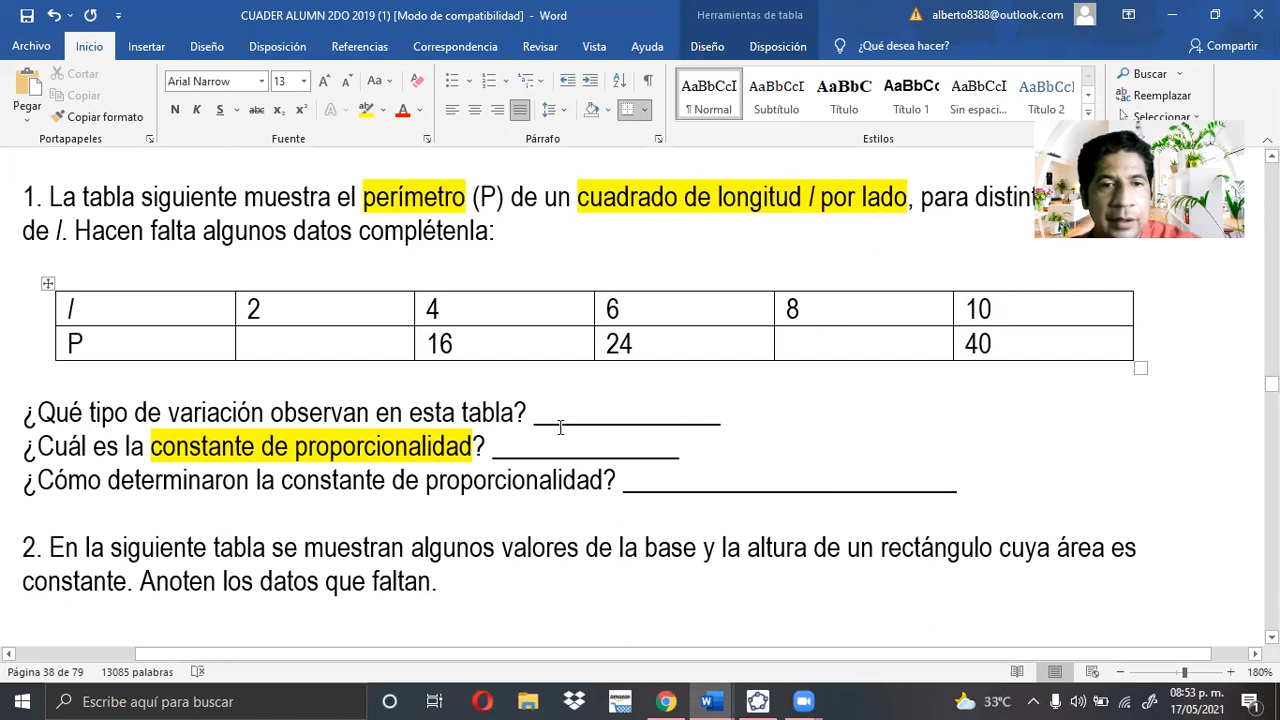 CUADER ALUMN 2DO 2019 (1) [Modo de compatibilidad] - Word
Herramientas de tabla
alberto8388@outlook.com
Archivo Inicio Insertar Diseño Disposición Referencias Correspondencia Revisar Vista Ayuda Diseño Disposición ¿Qué desea hacer? Compartir
Pegar
Cortar
Copiar
Copiar formato
Portapapeles
Arial Narrow 13
N K S abc X₂ X²
Fuente
Párrafo
AaBbCcI AaBbCcI AaBbC AaBbCc AaBbCcI AaBbCcI
¶ Normal Subtítulo Título Título 1 Sin espaci... Título 2
Estilos
Buscar
Reemplazar
Seleccionar
1. La tabla siguiente muestra el perímetro (P) de un cuadrado de longitud l por lado, para distint
de l. Hacen falta algunos datos complétenla:
l 2 4 6 8 10
P 16 24 40
¿Qué tipo de variación observan en esta tabla? ______________
¿Cuál es la constante de proporcionalidad? ______________
¿Cómo determinaron la constante de proporcionalidad? _________________________
2. En la siguiente tabla se muestran algunos valores de la base y la altura de un rectángulo cuya área es
constante. Anoten los datos que faltan.
Página 38 de 79 13085 palabras 180%
Escribe aquí para buscar
33°C
08:53 p. m.
17/05/2021